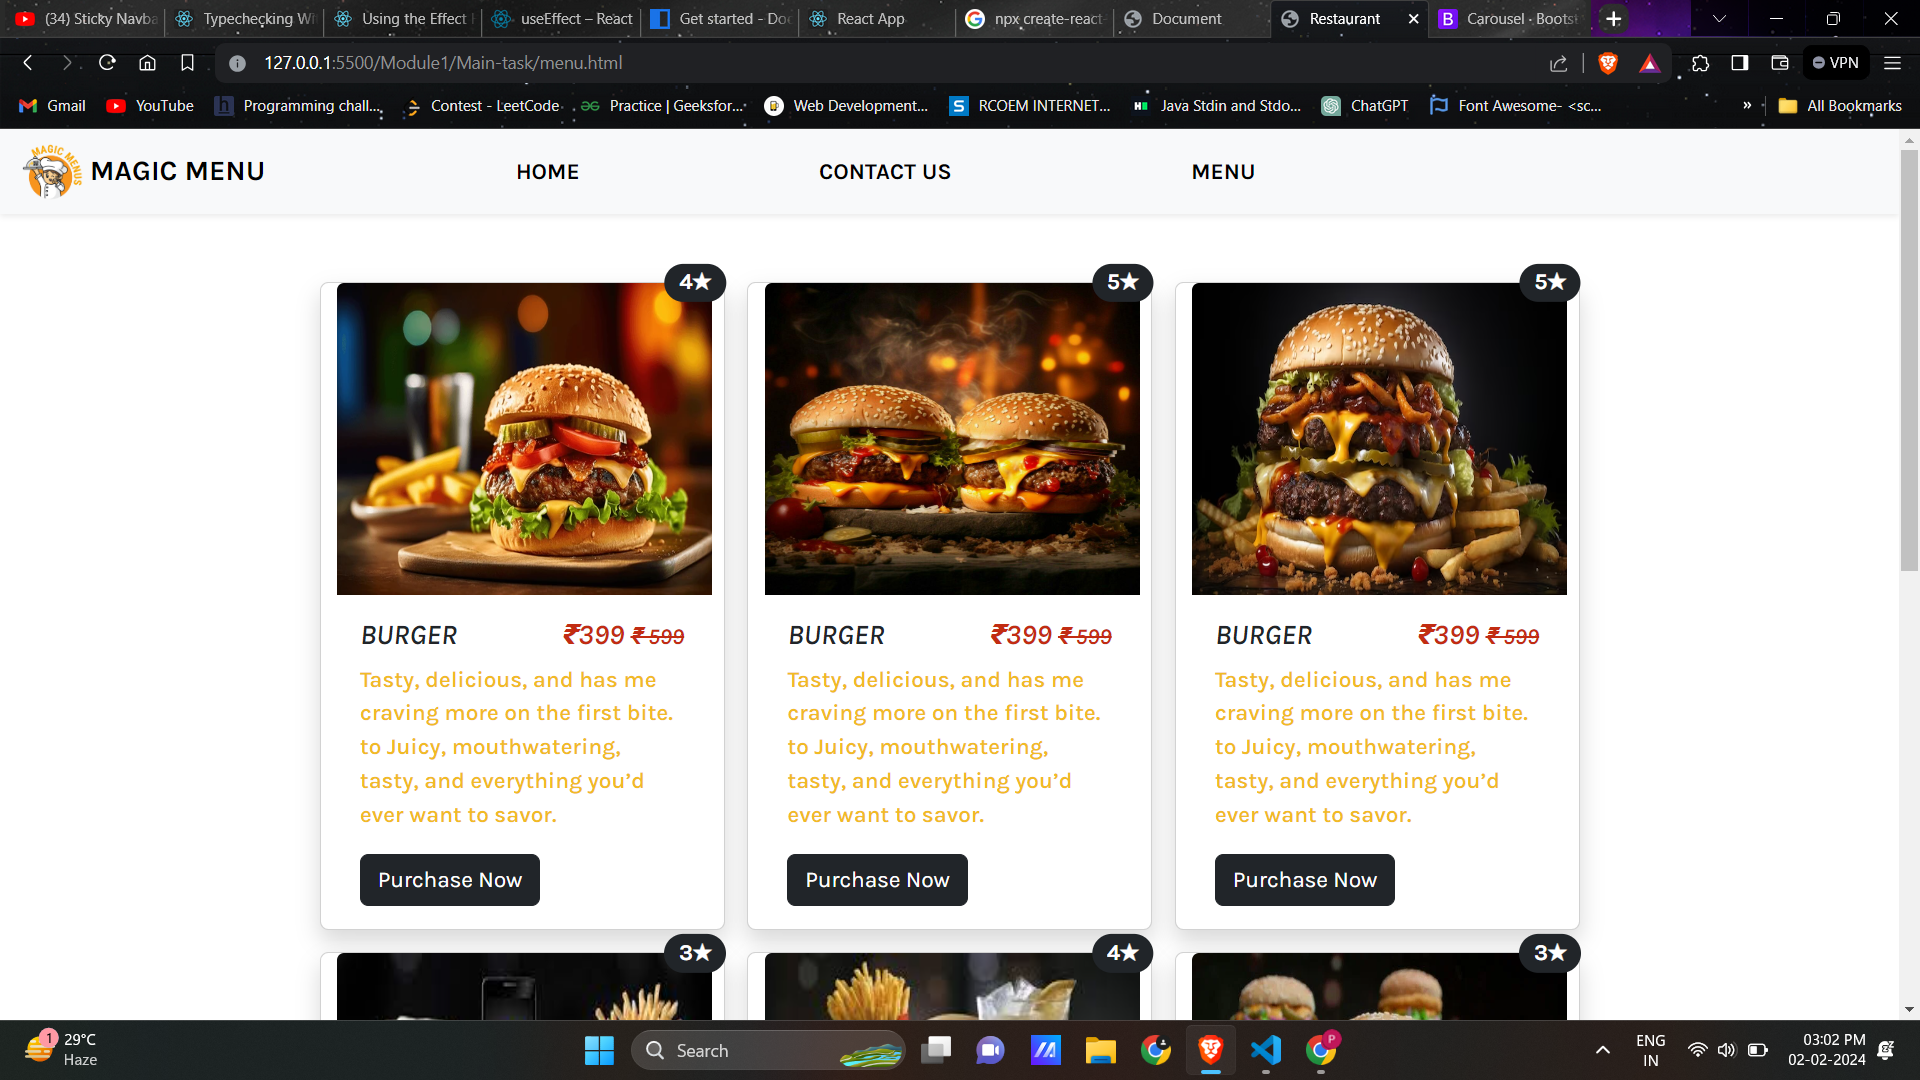 (34) Sticky Navba
Typechecking Wi
Using the Effect
useEffect – React
Get started - Do
React App
npx create-react-
Document
Restaurant
B Carousel · Boots
127.0.0.1:5500/Module1/Main-task/menu.html
VPN
Gmail
YouTube
h Programming chall...
Contest - LeetCode
Practice | Geeksfor...
Web Development...
S RCOEM INTERNET...
Java Stdin and Stdo...
ChatGPT
Font Awesome- <sc...
»
All Bookmarks
MAGIC MENUS
MAGIC MENU
HOME
CONTACT US
MENU
4★
5★
5★
BURGER ₹399 ₹ 599
BURGER ₹399 ₹ 599
BURGER ₹399 ₹ 599
Tasty, delicious, and has me
craving more on the first bite.
to Juicy, mouthwatering,
tasty, and everything you’d
ever want to savor.
Tasty, delicious, and has me
craving more on the first bite.
to Juicy, mouthwatering,
tasty, and everything you’d
ever want to savor.
Tasty, delicious, and has me
craving more on the first bite.
to Juicy, mouthwatering,
tasty, and everything you’d
ever want to savor.
Purchase Now
Purchase Now
Purchase Now
3★
4★
3★
1
29°C
Haze
Search
P
ENG
IN
03:02 PM
02-02-2024